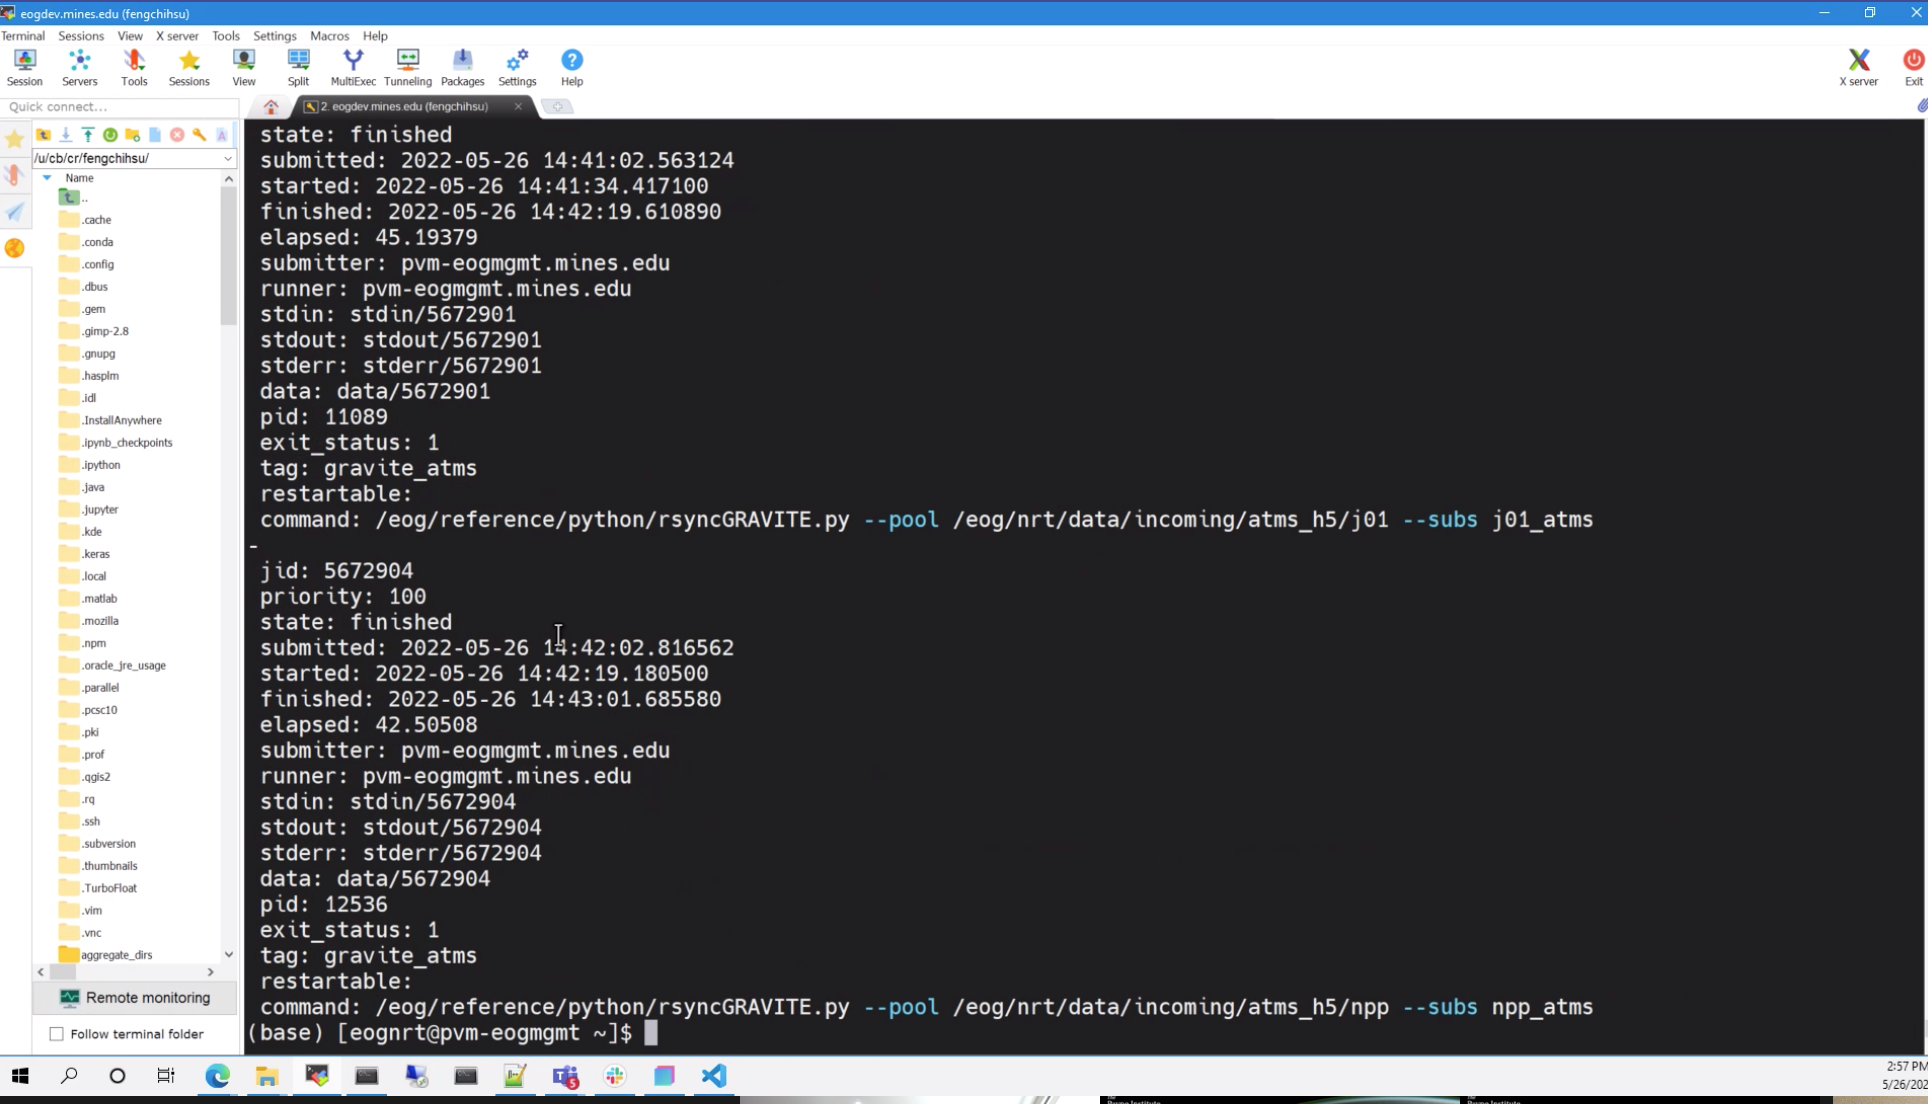 eogdev.mines.edu (fengchihsu)
Terminal Sessions View X server Tools Settings Macros Help
Session Servers Tools Sessions View Split MultiExec Tunneling Packages Settings Help X server Exit
Quick connect...
2. eogdev.mines.edu (fengchihsu)
/u/cb/cr/fengchihsu/
Name
..
.cache
.conda
.config
.dbus
.gem
.gimp-2.8
.gnupg
.hasplm
.idl
.InstallAnywhere
.ipynb_checkpoints
.ipython
.java
.jupyter
.kde
.keras
.local
.matlab
.mozilla
.npm
.oracle_jre_usage
.parallel
.pcsc10
.pki
.prof
.qgis2
.rq
.ssh
.subversion
.thumbnails
.TurboFloat
.vim
.vnc
aggregate_dirs
Remote monitoring
Follow terminal folder
state: finished
submitted: 2022-05-26 14:41:02.563124
started: 2022-05-26 14:41:34.417100
finished: 2022-05-26 14:42:19.610890
elapsed: 45.19379
submitter: pvm-eogmgmt.mines.edu
runner: pvm-eogmgmt.mines.edu
stdin: stdin/5672901
stdout: stdout/5672901
stderr: stderr/5672901
data: data/5672901
pid: 11089
exit_status: 1
tag: gravite_atms
restartable:
command: /eog/reference/python/rsyncGRAVITE.py --pool /eog/nrt/data/incoming/atms_h5/j01 --subs j01_atms
-
jid: 5672904
priority: 100
state: finished
submitted: 2022-05-26 14:42:02.816562
started: 2022-05-26 14:42:19.180500
finished: 2022-05-26 14:43:01.685580
elapsed: 42.50508
submitter: pvm-eogmgmt.mines.edu
runner: pvm-eogmgmt.mines.edu
stdin: stdin/5672904
stdout: stdout/5672904
stderr: stderr/5672904
data: data/5672904
pid: 12536
exit_status: 1
tag: gravite_atms
restartable:
command: /eog/reference/python/rsyncGRAVITE.py --pool /eog/nrt/data/incoming/atms_h5/npp --subs npp_atms
(base) [eognrt@pvm-eogmgmt ~]$
2:57 PM
5/26/202